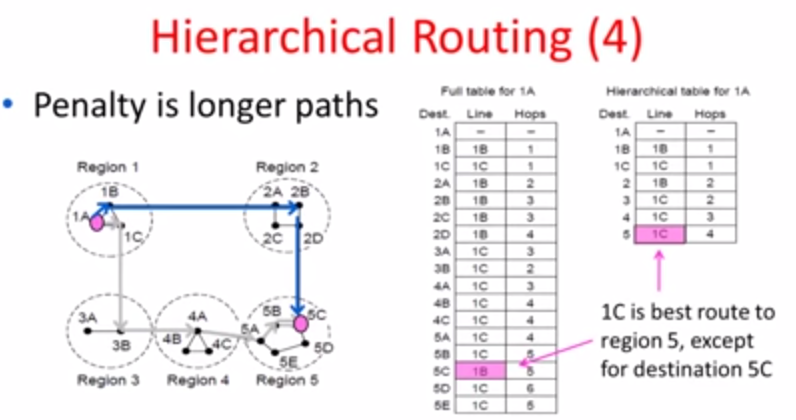 Hierarchical Routing (4)
• Penalty is longer paths
Region 1
Region 2
1B
2A 2B
1A
1C
2C
2D
3A
3B
4A
4B
4C
5A
5B
5C
5D
5E
Region 3
Region 4
Region 5
Full table for 1A
Dest. Line Hops
1A – –
1B 1B 1
1C 1C 1
2A 1B 2
2B 1B 3
2C 1B 3
2D 1B 4
3A 1C 3
3B 1C 2
4A 1C 3
4B 1C 4
4C 1C 4
5A 1C 4
5B 1C 5
5C 1B 5
5D 1C 6
5E 1C 5
Hierarchical table for 1A
Dest. Line Hops
1A – –
1B 1B 1
1C 1C 1
2 1B 2
3 1C 2
4 1C 3
5 1C 4
1C is best route to
region 5, except
for destination 5C